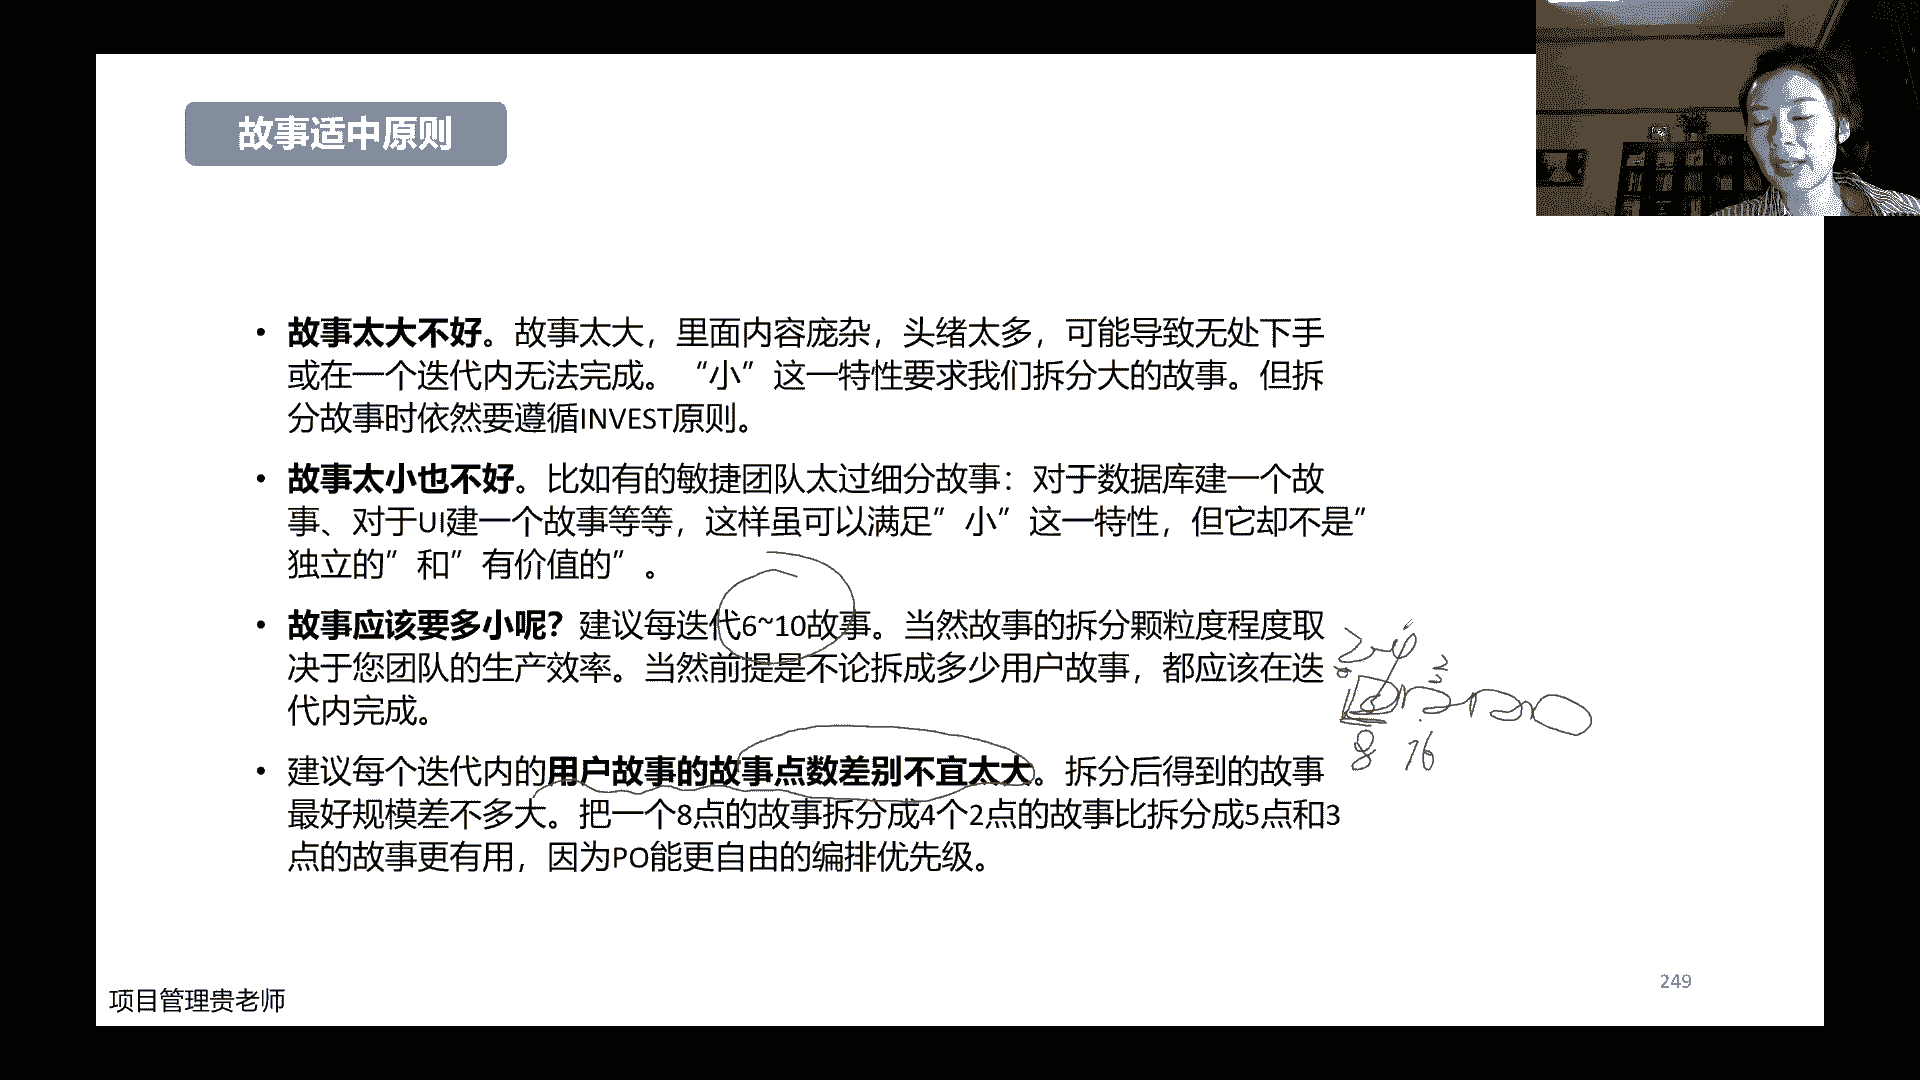 故事适中原则
• 故事太大不好。故事太大，里面内容庞杂，头绪太多，可能导致无处下手
或在一个迭代内无法完成。“小”这一特性要求我们拆分大的故事。但拆
分故事时依然要遵循INVEST原则。
• 故事太小也不好。比如有的敏捷团队太过细分故事：对于数据库建一个故
事、对于UI建一个故事等等，这样虽可以满足”小”这一特性，但它却不是”
独立的”和”有价值的”。
• 故事应该要多小呢？建议每迭代6~10故事。当然故事的拆分颗粒度程度取
决于您团队的生产效率。当然前提是不论拆成多少用户故事，都应该在迭
代内完成。
• 建议每个迭代内的用户故事的故事点数差别不宜太大。拆分后得到的故事
最好规模差不多大。把一个8点的故事拆分成4个2点的故事比拆分成5点和3
点的故事更有用，因为PO能更自由的编排优先级。
8 16
249
项目管理贵老师